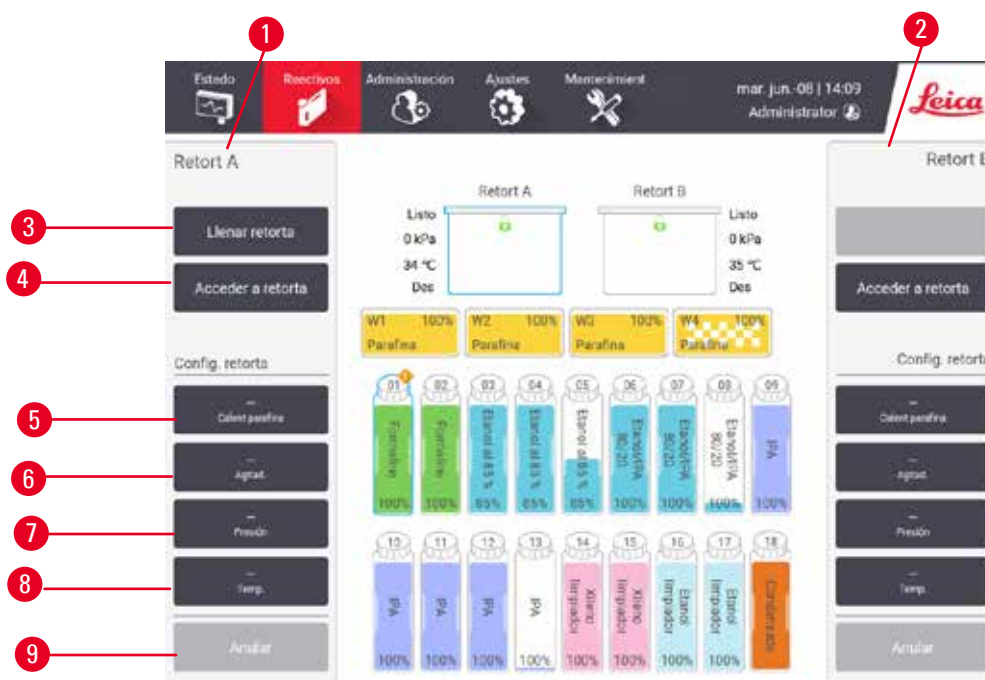 1
2
Estado
Reactivos
Administración
Ajustes
Mantenimient
mar. jun.-08 | 14:09
Administrator
Leica
Retort A
Retort B
Llenar retorta
Acceder a retorta
Config. retorta
–
Calent parafina
–
Agitad.
–
Presión
–
Temp.
Anular
3
4
5
6
7
8
9
Retort A
Listo
0 kPa
34 °C
Des
Retort B
Listo
0 kPa
35 °C
Des
W1 100%
Parafina
W2 100%
Parafina
W3 100%
Parafina
W4 100%
Parafina
01
Formalina
100%
02
Formalina
100%
03
Etanol al 85 %
85%
04
Etanol al 85 %
85%
05
Etanol al 85 %
85%
06
Etanol/IPA
80/20
100%
07
Etanol/IPA
80/20
100%
08
Etanol/IPA
80/20
100%
09
IPA
100%
10
IPA
100%
11
IPA
100%
12
IPA
100%
13
IPA
100%
14
Xileno
limpiador
100%
15
Xileno
limpiador
100%
16
Etanol
limpiador
100%
17
Etanol
limpiador
100%
18
Condensado
Acceder a retorta
Config. retorta
–
Calent parafina
–
Agitad.
–
Presión
–
Temp.
Anular